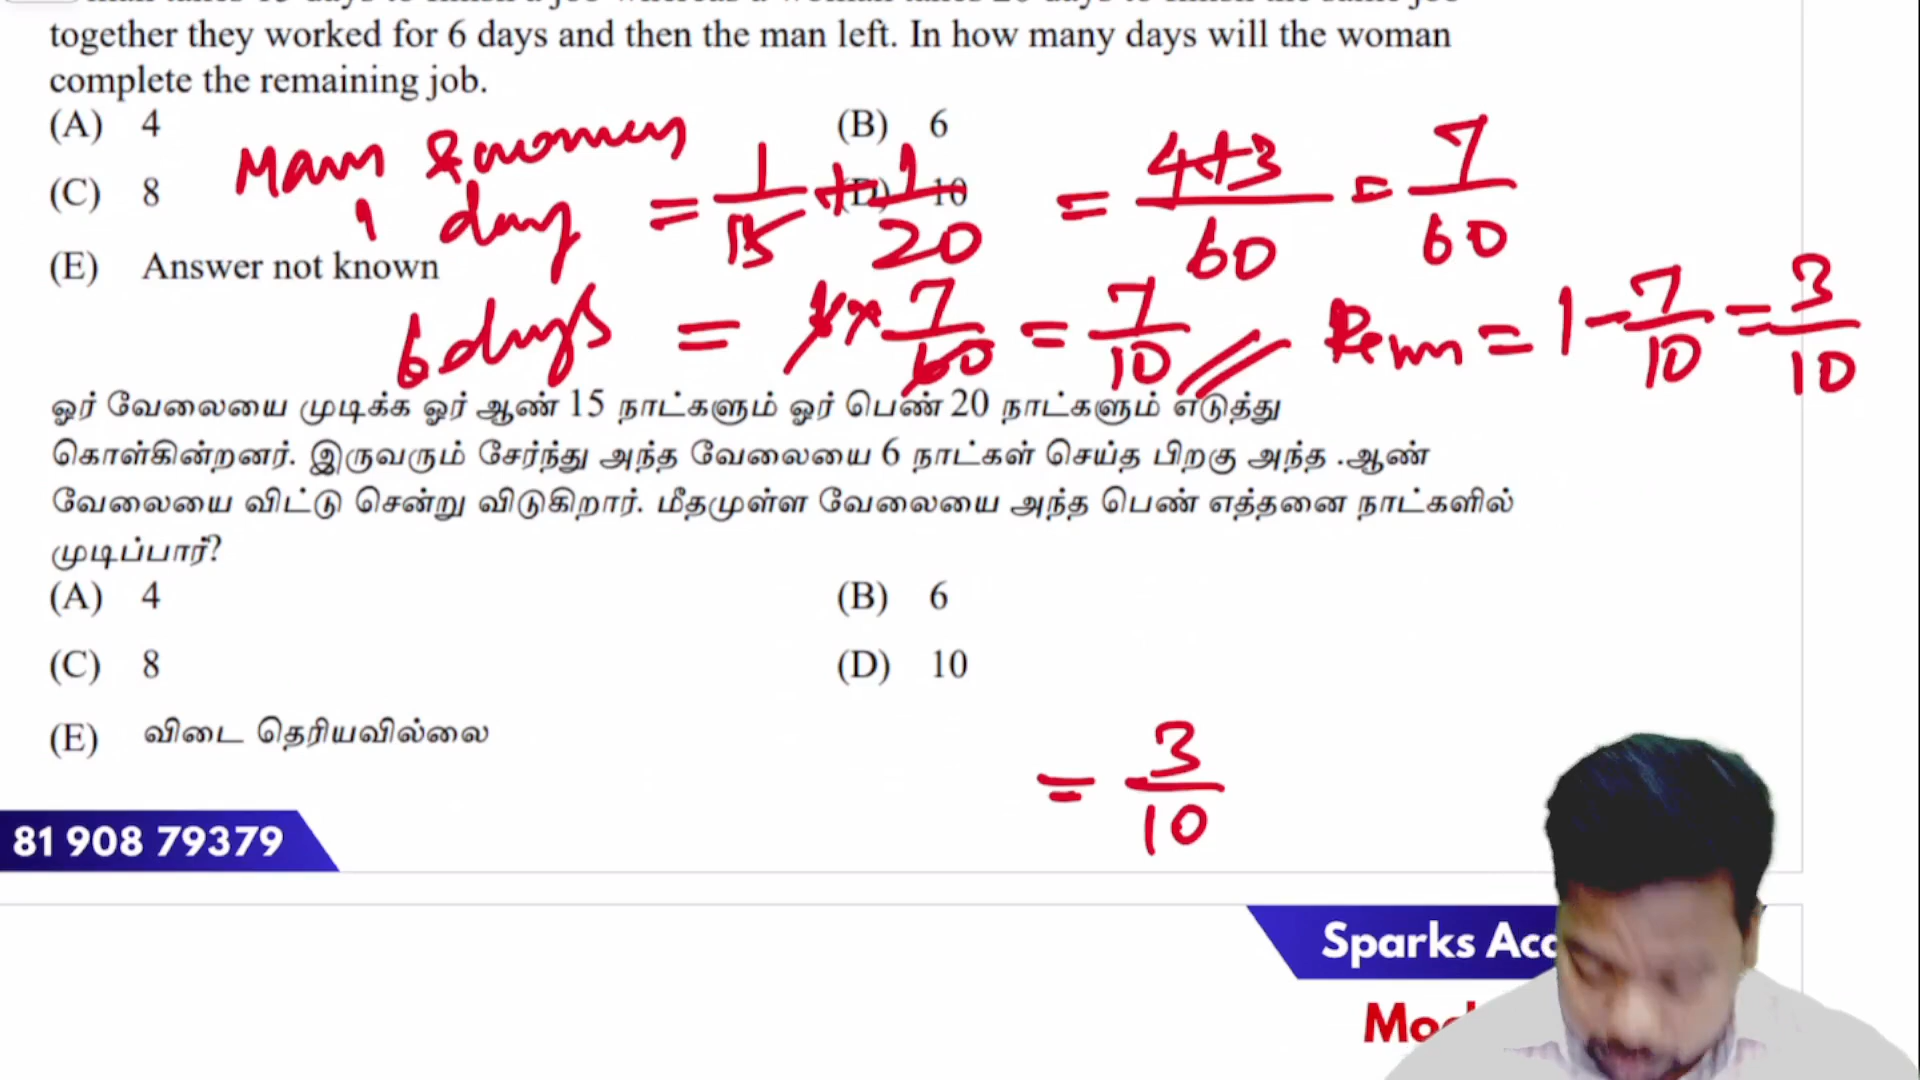 together they worked for 6 days and then the man left. In how many days will the woman
complete the remaining job.
(A) 4
(B) 6
(C) 8
(D) 10
(E) Answer not known
Man & women
1 day = 1/15 + 1/20 = 4+3/60 = 7/60
6 days = 6 × 7/60 = 7/10 Rem = 1 - 7/10 = 3/10
ஓர் வேலையை முடிக்க ஓர் ஆண் 15 நாட்களும் ஓர் பெண் 20 நாட்களும் எடுத்து
கொள்கின்றனர். இருவரும் சேர்ந்து அந்த வேலையை 6 நாட்கள் செய்த பிறகு அந்த .ஆண்
வேலையை விட்டு சென்று விடுகிறார். மீதமுள்ள வேலையை அந்த பெண் எத்தனை நாட்களில்
முடிப்பார்?
(A) 4
(B) 6
(C) 8
(D) 10
(E) விடை தெரியவில்லை
= 3/10
81 908 79379
Sparks